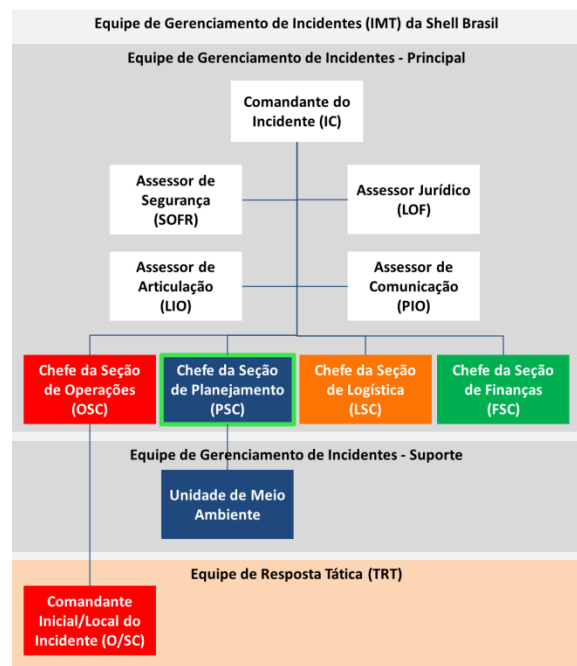 Equipe de Gerenciamento de Incidentes (IMT) da Shell Brasil
Equipe de Gerenciamento de Incidentes - Principal
Comandante do
Incidente (IC)
Assessor de
Segurança
(SOFR)
Assessor Jurídico
(LOF)
Assessor de
Articulação
(LIO)
Assessor de
Comunicação
(PIO)
Chefe da Seção
de Operações
(OSC)
Chefe da Seção
de Planejamento
(PSC)
Chefe da Seção
de Logística
(LSC)
Chefe da Seção
de Finanças
(FSC)
Equipe de Gerenciamento de Incidentes - Suporte
Unidade de Meio
Ambiente
Equipe de Resposta Tática (TRT)
Comandante
Inicial/Local do
Incidente (O/SC)